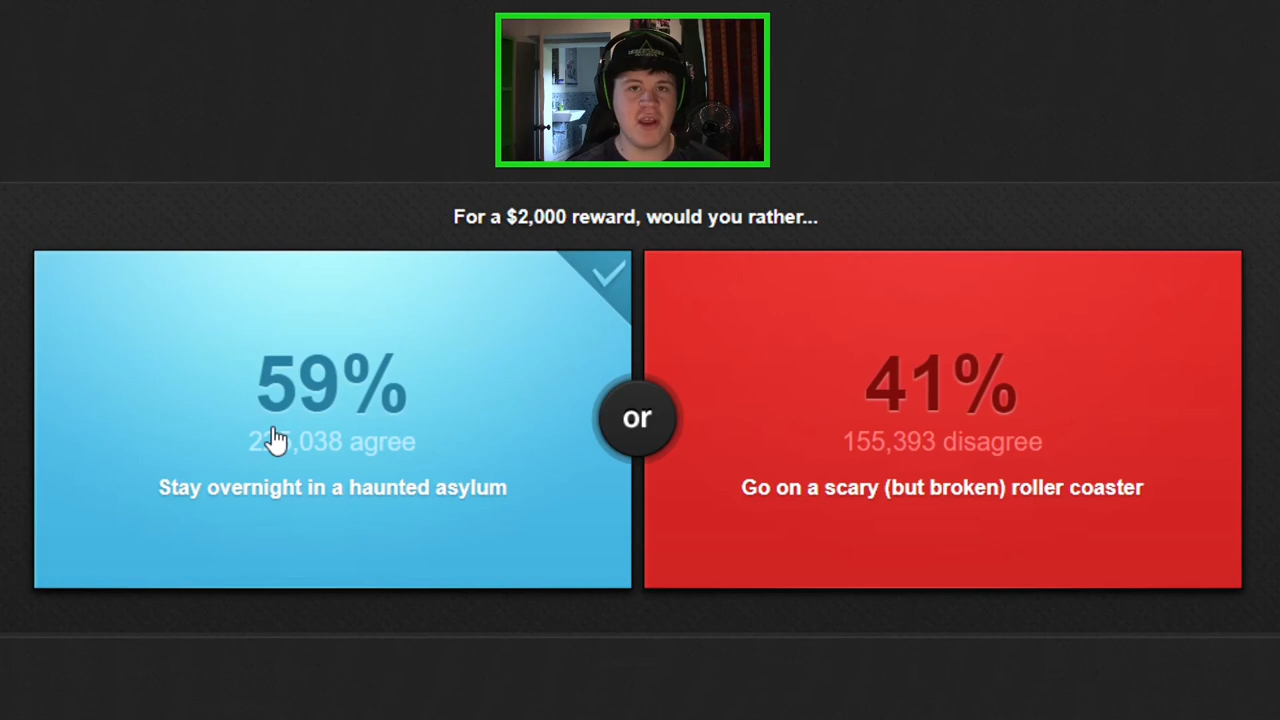 For a $2,000 reward, would you rather...
59%
agree
Stay overnight in a haunted asylum
or
41%
155,393 disagree
Go on a scary (but broken) roller coaster